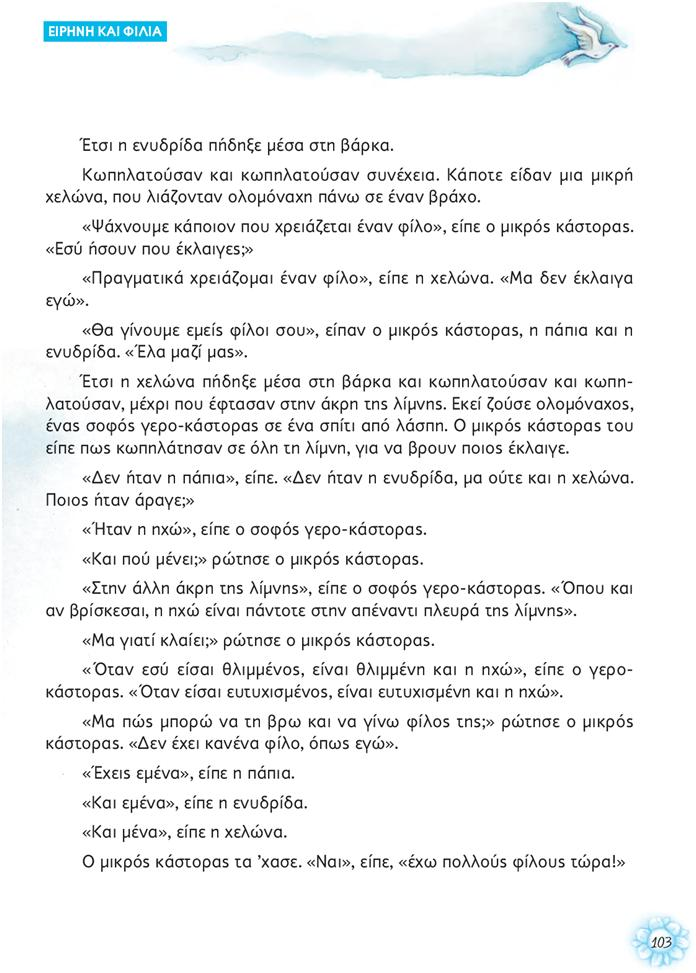 ΕΙΡΗΝΗ ΚΑΙ ΦΙΛΙΑ
Έτσι η ενυδρίδα πήδηξε μέσα στη βάρκα.
Κωπηλατούσαν και κωπηλατούσαν συνέχεια. Κάποτε είδαν μια μικρή
χελώνα, που λιάζονταν ολομόναχη πάνω σε έναν βράχο.
«Ψάχνουμε κάποιον που χρειάζεται έναν φίλο», είπε ο μικρός κάστορας.
«Εσύ ήσουν που έκλαιγες;»
«Πραγματικά χρειάζομαι έναν φίλο», είπε η χελώνα. «Μα δεν έκλαιγα
εγώ».
«Θα γίνουμε εμείς φίλοι σου», είπαν ο μικρός κάστορας, η πάπια και η
ενυδρίδα. «Έλα μαζί μας».
Έτσι η χελώνα πήδηξε μέσα στη βάρκα και κωπηλατούσαν και κωπη-
λατούσαν, μέχρι που έφτασαν στην άκρη της λίμνης. Εκεί ζούσε ολομόναχος,
ένας σοφός γερο-κάστορας σε ένα σπίτι από λάσπη. Ο μικρός κάστορας του
είπε πως κωπηλάτησαν σε όλη τη λίμνη, για να βρουν ποιος έκλαιγε.
«Δεν ήταν η πάπια», είπε. «Δεν ήταν η ενυδρίδα, μα ούτε και η χελώνα.
Ποιος ήταν άραγε;»
«Ήταν η ηχώ», είπε ο σοφός γερο-κάστορας.
«Και πού μένει;» ρώτησε ο μικρός κάστορας.
«Στην άλλη άκρη της λίμνης», είπε ο σοφός γερο-κάστορας. «Όπου και
αν βρίσκεσαι, η ηχώ είναι πάντοτε στην απέναντι πλευρά της λίμνης».
«Μα γιατί κλαίει;» ρώτησε ο μικρός κάστορας.
«Όταν εσύ είσαι θλιμμένος, είναι θλιμμένη και η ηχώ», είπε ο γερο-
κάστορας. «Όταν είσαι ευτυχισμένος, είναι ευτυχισμένη και η ηχώ».
«Μα πώς μπορώ να τη βρω και να γίνω φίλος της;» ρώτησε ο μικρός
κάστορας. «Δεν έχει κανένα φίλο, όπως εγώ».
«Έχεις εμένα», είπε η πάπια.
«Και εμένα», είπε η ενυδρίδα.
«Και μένα», είπε η χελώνα.
Ο μικρός κάστορας τα ’χασε. «Ναι», είπε, «έχω πολλούς φίλους τώρα!»
103